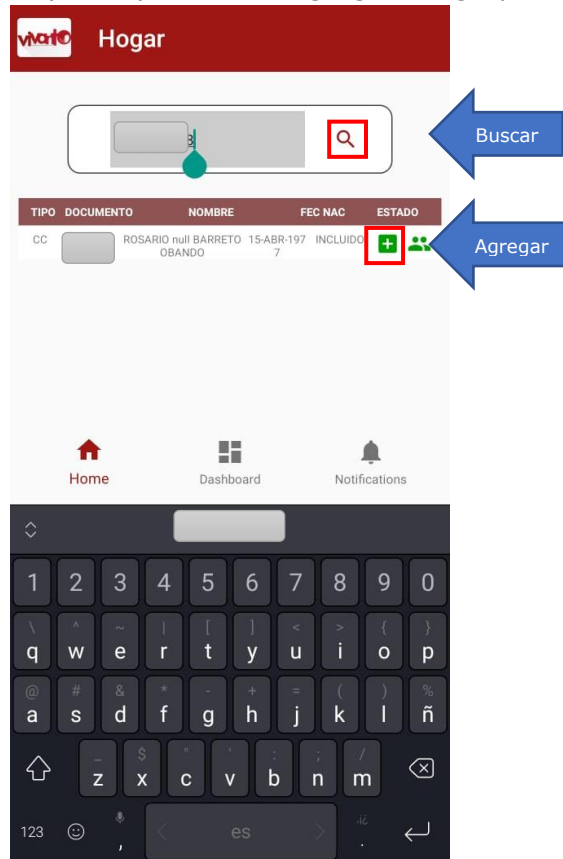 vivanto Hogar
Buscar
TIPO DOCUMENTO NOMBRE FEC NAC ESTADO
CC ROSARIO null BARRETO OBANDO 15-ABR-1977 INCLUIDO
Agregar
Home Dashboard Notifications
1 2 3 4 5 6 7 8 9 0
\ ^ ~ | [ ] < > { }
q w e r t y u i o p
@ # & * - + = ( ) %
a s d f g h j k l ñ
_ $ " ' : ; /
z x c v b n m
123 , es .